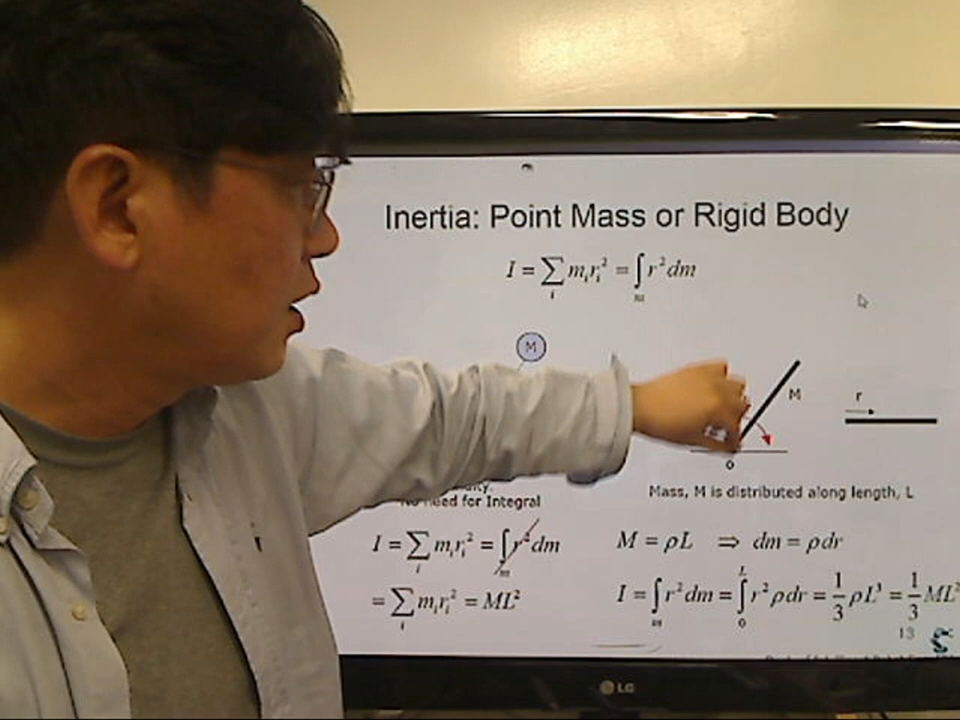 Inertia: Point Mass or Rigid Body
I = ∑ᵢ mᵢrᵢ² = ∫ₘ r² dm
M
M
r
o
No need for Integral
Mass, M is distributed along length, L
I = ∑ᵢ mᵢrᵢ² = ∫ₘ r² dm
= ∑ᵢ mᵢrᵢ² = ML²
M = ρL ⇒ dm = ρdr
I = ∫ₘ r² dm = ∫₀ᴸ r² ρdr = 1/3 ρL³ = 1/3 ML²
13
LG